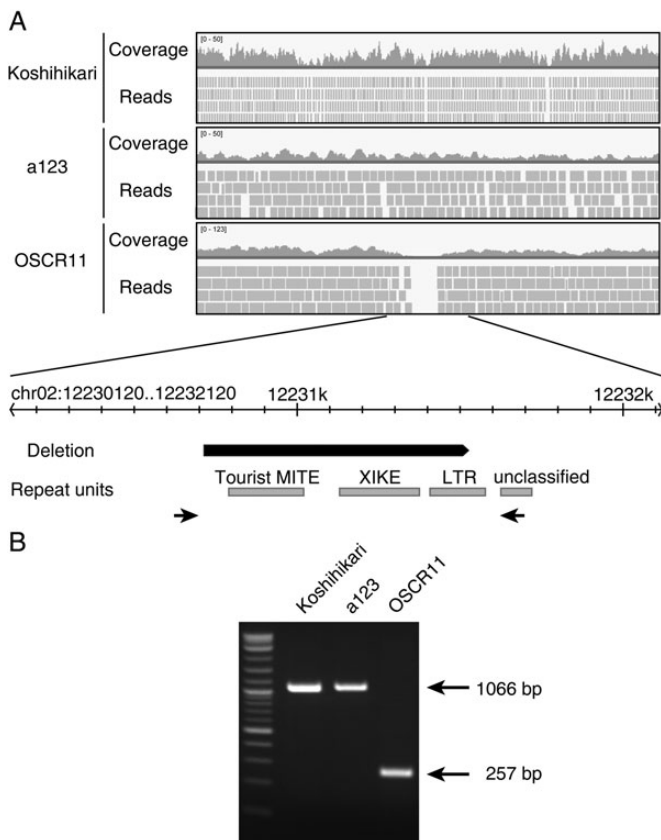 A
Koshihikari
Coverage
[0 - 50]
Reads
a123
Coverage
[0 - 50]
Reads
OSCR11
Coverage
[0 - 123]
Reads
chr02:12230120..12232120 12231k 12232k
Deletion
Repeat units
Tourist MITE XIKE LTR unclassified
B
Koshihikari a123 OSCR11
1066 bp
257 bp